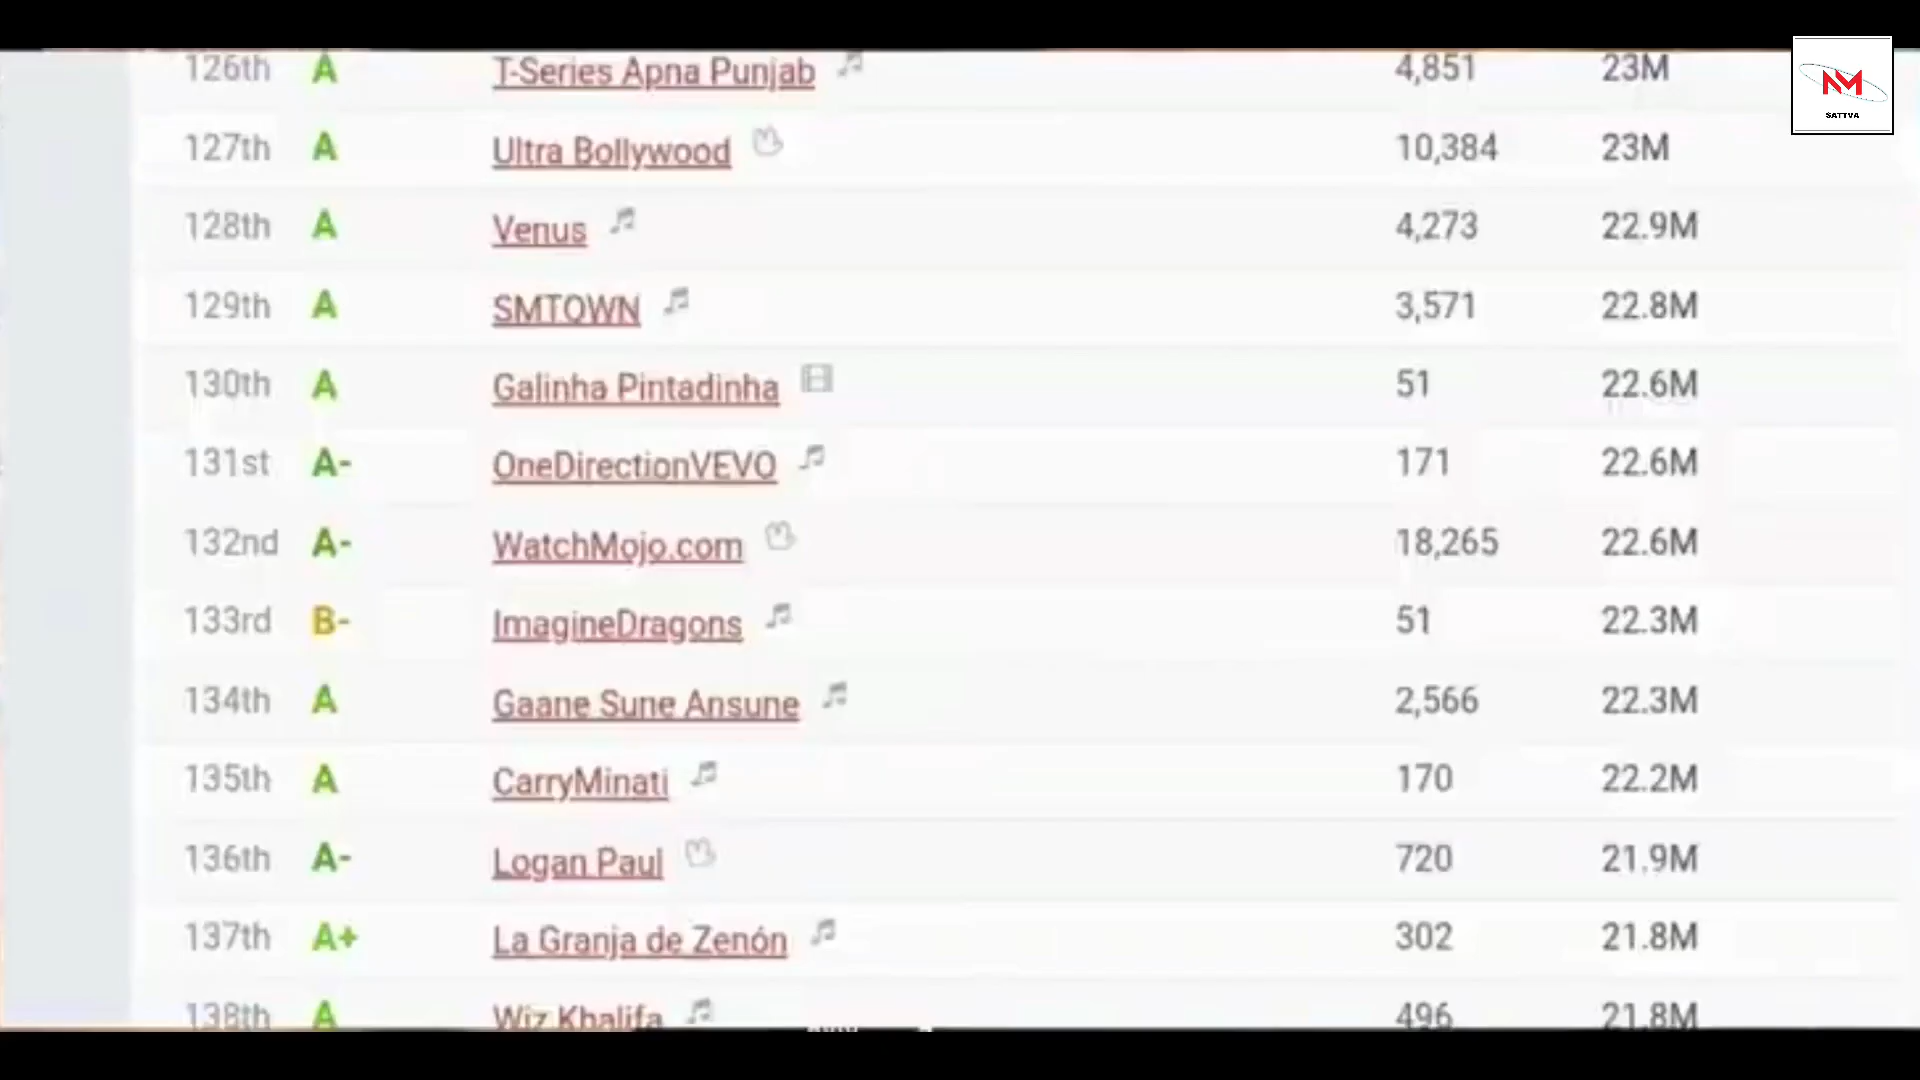 126th A T-Series Apna Punjab 4,851 23M
NM
SATTVA
127th A Ultra Bollywood 10,384 23M
128th A Venus 4,273 22.9M
129th A SMTOWN 3,571 22.8M
130th A Galinha Pintadinha 51 22.6M
131st A- OneDirectionVEVO 171 22.6M
132nd A- WatchMojo.com 18,265 22.6M
133rd B- ImagineDragons 51 22.3M
134th A Gaane Sune Ansune 2,566 22.3M
135th A CarryMinati 170 22.2M
136th A- Logan Paul 720 21.9M
137th A+ La Granja de Zenón 302 21.8M
138th A Wiz Khalifa 496 21.8M